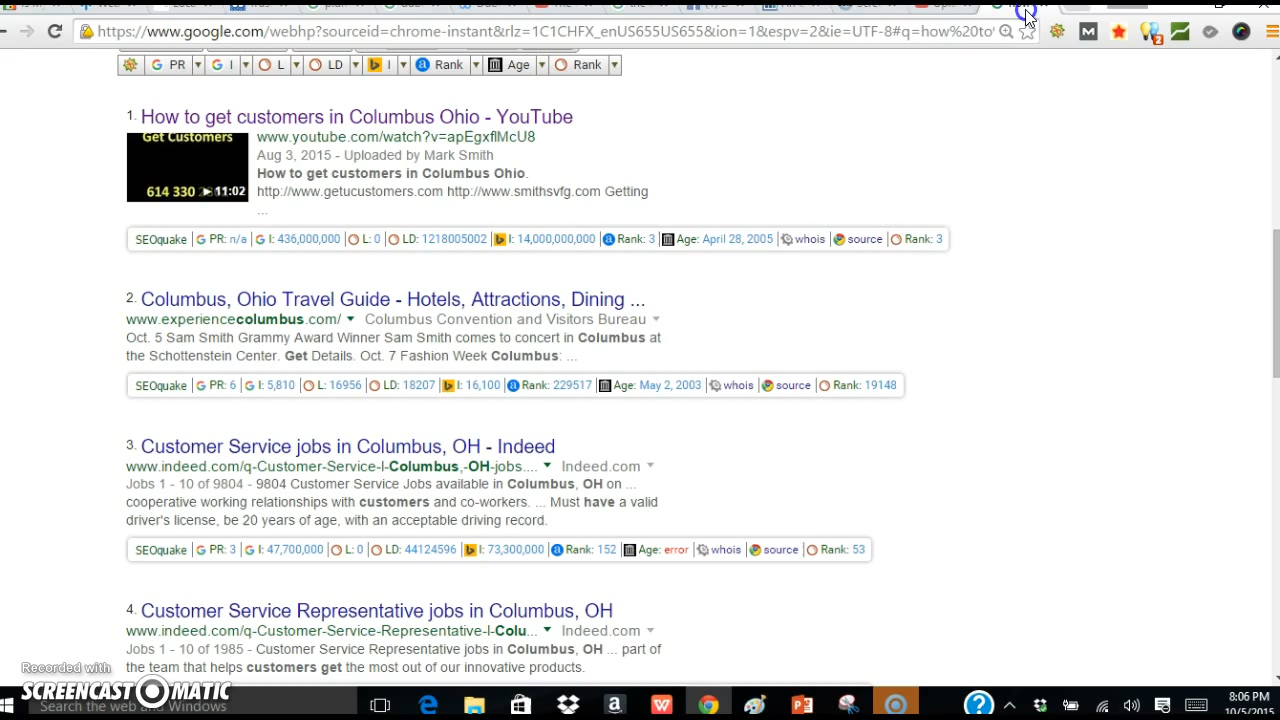 https://www.google.com/webhp?sourceid=chrome-instant&rlz=1C1CHFX_enUS655US655&ion=1&espv=2&ie=UTF-8#q=how%20to
PR I L LD I Rank Age Rank
1. How to get customers in Columbus Ohio - YouTube
Get Customers
614 330
11:02
www.youtube.com/watch?v=apEgxflMcU8
Aug 3, 2015 - Uploaded by Mark Smith
How to get customers in Columbus Ohio.
http://www.getucustomers.com http://www.smithsvfg.com Getting
...
SEOquake PR: n/a I: 436,000,000 L: 0 LD: 1218005002 I: 14,000,000,000 Rank: 3 Age: April 28, 2005 whois source Rank: 3
2. Columbus, Ohio Travel Guide - Hotels, Attractions, Dining ...
www.experiencecolumbus.com/ Columbus Convention and Visitors Bureau
Oct. 5 Sam Smith Grammy Award Winner Sam Smith comes to concert in Columbus at
the Schottenstein Center. Get Details. Oct. 7 Fashion Week Columbus: ...
SEOquake PR: 6 I: 5,810 L: 16956 LD: 18207 I: 16,100 Rank: 229517 Age: May 2, 2003 whois source Rank: 19148
3. Customer Service jobs in Columbus, OH - Indeed
www.indeed.com/q-Customer-Service-l-Columbus,-OH-jobs.... Indeed.com
Jobs 1 - 10 of 9804 - 9804 Customer Service Jobs available in Columbus, OH on ...
cooperative working relationships with customers and co-workers. ... Must have a valid
driver's license, be 20 years of age, with an acceptable driving record.
SEOquake PR: 3 I: 47,700,000 L: 0 LD: 44124596 I: 73,300,000 Rank: 152 Age: error whois source Rank: 53
4. Customer Service Representative jobs in Columbus, OH
www.indeed.com/q-Customer-Service-Representative-l-Colu... Indeed.com
Jobs 1 - 10 of 1985 - Customer Service Representative jobs in Columbus, OH ... part of
the team that helps customers get the most out of our innovative products.
Recorded with
SCREENCAST-O-MATIC
Search the web and Windows
8:06 PM
10/5/2015